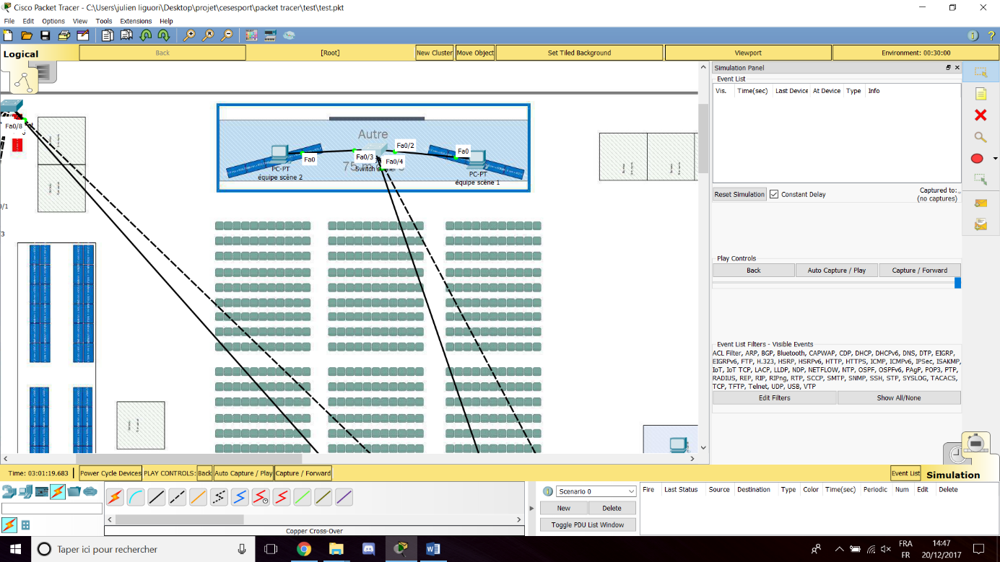 Cisco Packet Tracer - C:\Users\julien liguori\Desktop\projet\cesesport\packet tracer\test\test.pkt
File Edit Options View Tools Extensions Help
Logical
Back
[Root]
New Cluster
Move Object
Set Tiled Background
Viewport
Environment: 00:30:00
Simulation Panel
Event List
Vis. Time(sec) Last Device At Device Type Info
Fa0/8
Autre
Fa0
Fa0/3
Fa0/2
Fa0/4
Fa0
PC-PT
équipe scène 2
PC-PT
équipe scène 1
Reset Simulation
Constant Delay
Captured to:
(no captures)
Play Controls
Back
Auto Capture / Play
Capture / Forward
Event List Filters - Visible Events
ACL Filter, ARP, BGP, Bluetooth, CAPWAP, CDP, DHCP, DHCPv6, DNS, DTP, EIGRP,
EIGRPv6, FTP, H.323, HSRP, HSRPv6, HTTP, HTTPS, ICMP, ICMPv6, IPSec, ISAKMP,
IoT, IoT TCP, LACP, LLDP, NDP, NETFLOW, NTP, OSPF, OSPFv6, PAgP, POP3, PTP,
RADIUS, REP, RIP, RIPng, RTP, SCCP, SMTP, SNMP, SSH, STP, SYSLOG, TACACS,
TCP, TFTP, Telnet, UDP, USB, VTP
Edit Filters
Show All/None
Time: 03:01:19.683
Power Cycle Devices
PLAY CONTROLS:
Back
Auto Capture / Play
Capture / Forward
Event List
Simulation
Scenario 0
New
Delete
Toggle PDU List Window
Fire Last Status Source Destination Type Color Time(sec) Periodic Num Edit Delete
Copper Cross-Over
Taper ici pour rechercher
FRA
FR
14:47
20/12/2017